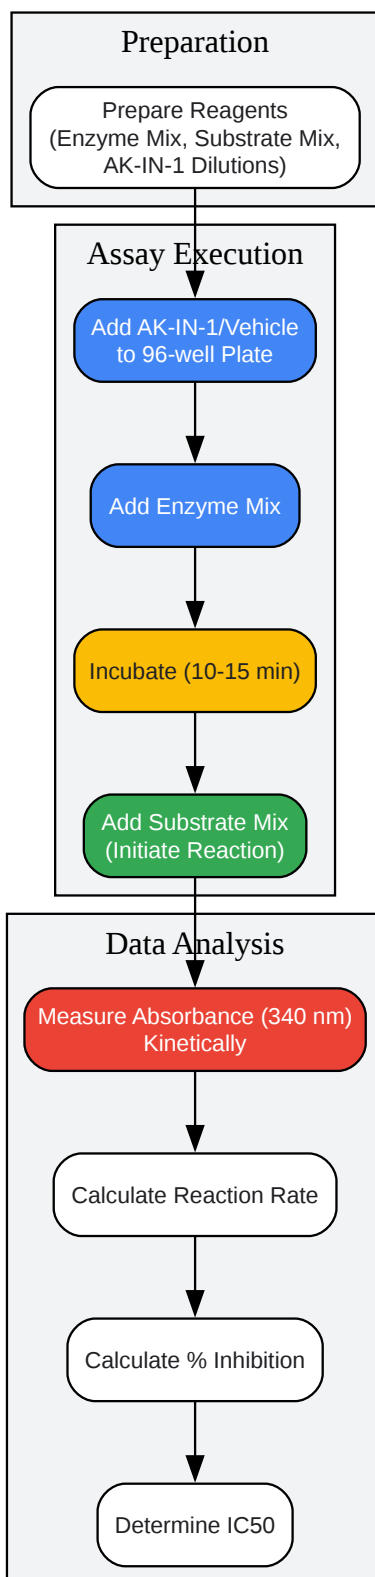 Preparation
Prepare Reagents
(Enzyme Mix, Substrate Mix,
AK-IN-1 Dilutions)
Assay Execution
Add AK-IN-1/Vehicle
to 96-well Plate
Add Enzyme Mix
Incubate (10-15 min)
Add Substrate Mix
(Initiate Reaction)
Data Analysis
Measure Absorbance (340 nm)
Kinetically
Calculate Reaction Rate
Calculate % Inhibition
Determine IC50